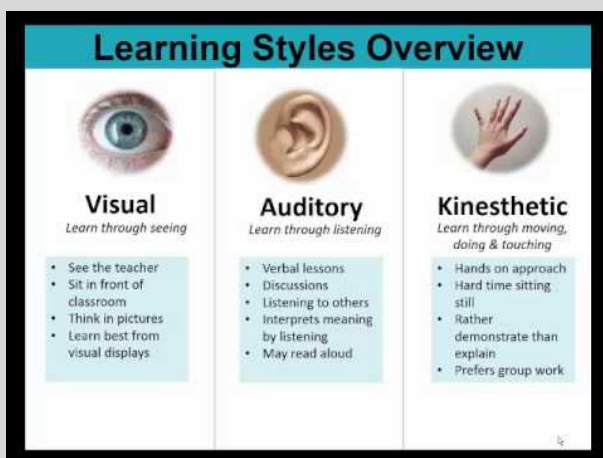 Learning Styles Overview
Visual
Learn through seeing
• See the teacher
• Sit in front of
classroom
• Think in pictures
• Learn best from
visual displays
Auditory
Learn through listening
• Verbal lessons
• Discussions
• Listening to others
• Interprets meaning
by listening
• May read aloud
Kinesthetic
Learn through moving,
doing & touching
• Hands on approach
• Hard time sitting
still
• Rather
demonstrate than
explain
• Prefers group work